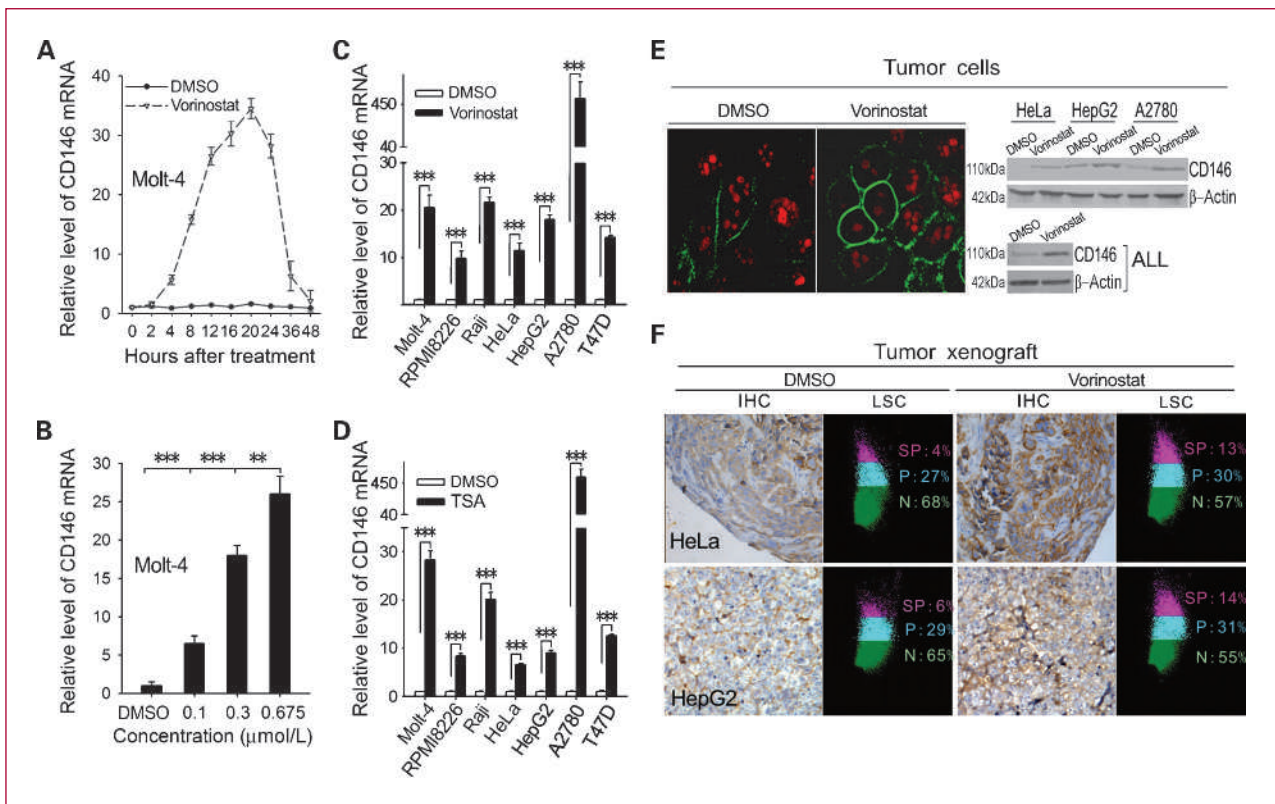 A
Relative level of CD146 mRNA
40
30
20
10
0
DMSO
Vorinostat
Molt-4
0 2 4 8 12 16 20 24 36 48
Hours after treatment
B
Relative level of CD146 mRNA
30
25
20
15
10
5
0
*** *** **
Molt-4
DMSO 0.1 0.3 0.675
Concentration (μmol/L)
C
Relative level of CD146 mRNA
450
30
20
10
DMSO
Vorinostat
*** *** *** *** *** *** ***
Molt-4 RPMI8226 Raji HeLa HepG2 A2780 T47D
D
Relative level of CD146 mRNA
450
30
20
10
0
DMSO
TSA
*** *** *** *** *** *** ***
Molt-4 RPMI8226 Raji HeLa HepG2 A2780 T47D
E
Tumor cells
DMSO Vorinostat
HeLa HepG2 A2780
DMSO Vorinostat DMSO Vorinostat DMSO Vorinostat
110kDa CD146
42kDa β-Actin
DMSO Vorinostat
110kDa CD146
42kDa β-Actin
ALL
F
Tumor xenograft
DMSO Vorinostat
IHC LSC IHC LSC
SP: 4% SP: 13%
P: 27% P: 30%
N: 68% N: 57%
HeLa
SP: 6% SP: 14%
P: 29% P: 31%
N: 65% N: 55%
HepG2